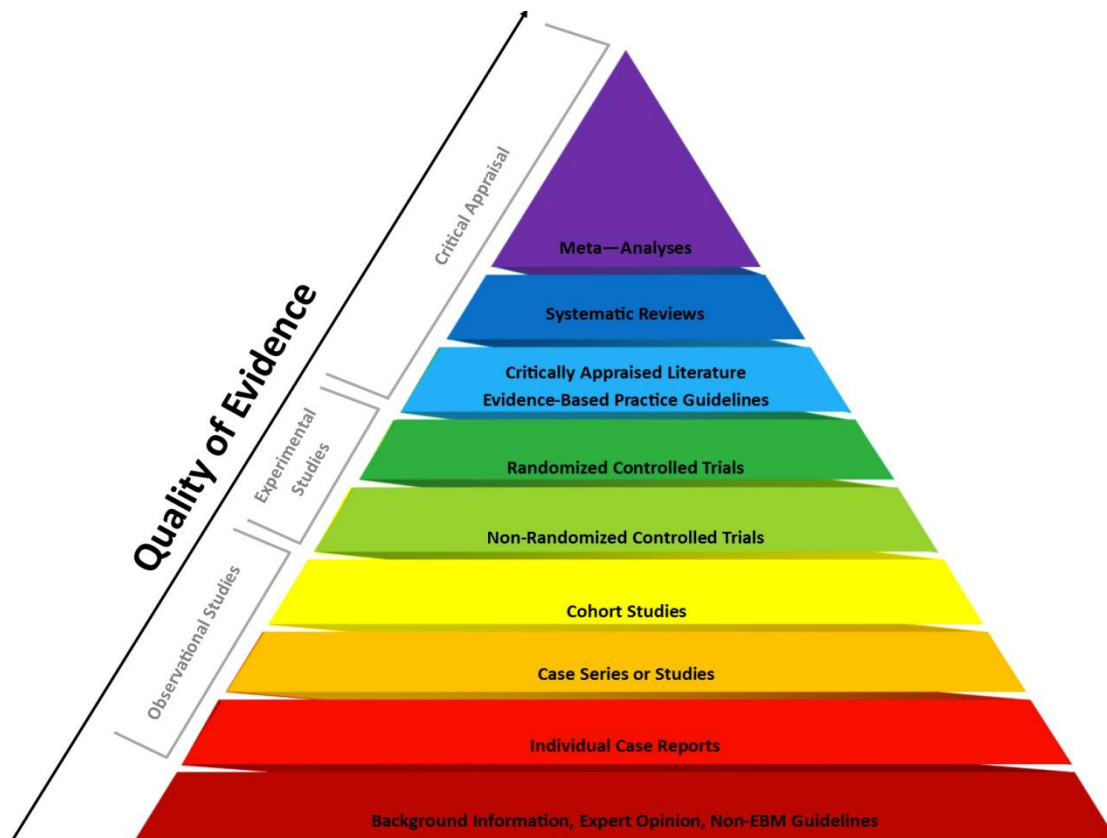 Quality of Evidence
Critical Appraisal
Experimental
Studies
Observational Studies
Meta—Analyses
Systematic Reviews
Critically Appraised Literature
Evidence-Based Practice Guidelines
Randomized Controlled Trials
Non-Randomized Controlled Trials
Cohort Studies
Case Series or Studies
Individual Case Reports
Background Information, Expert Opinion, Non-EBM Guidelines